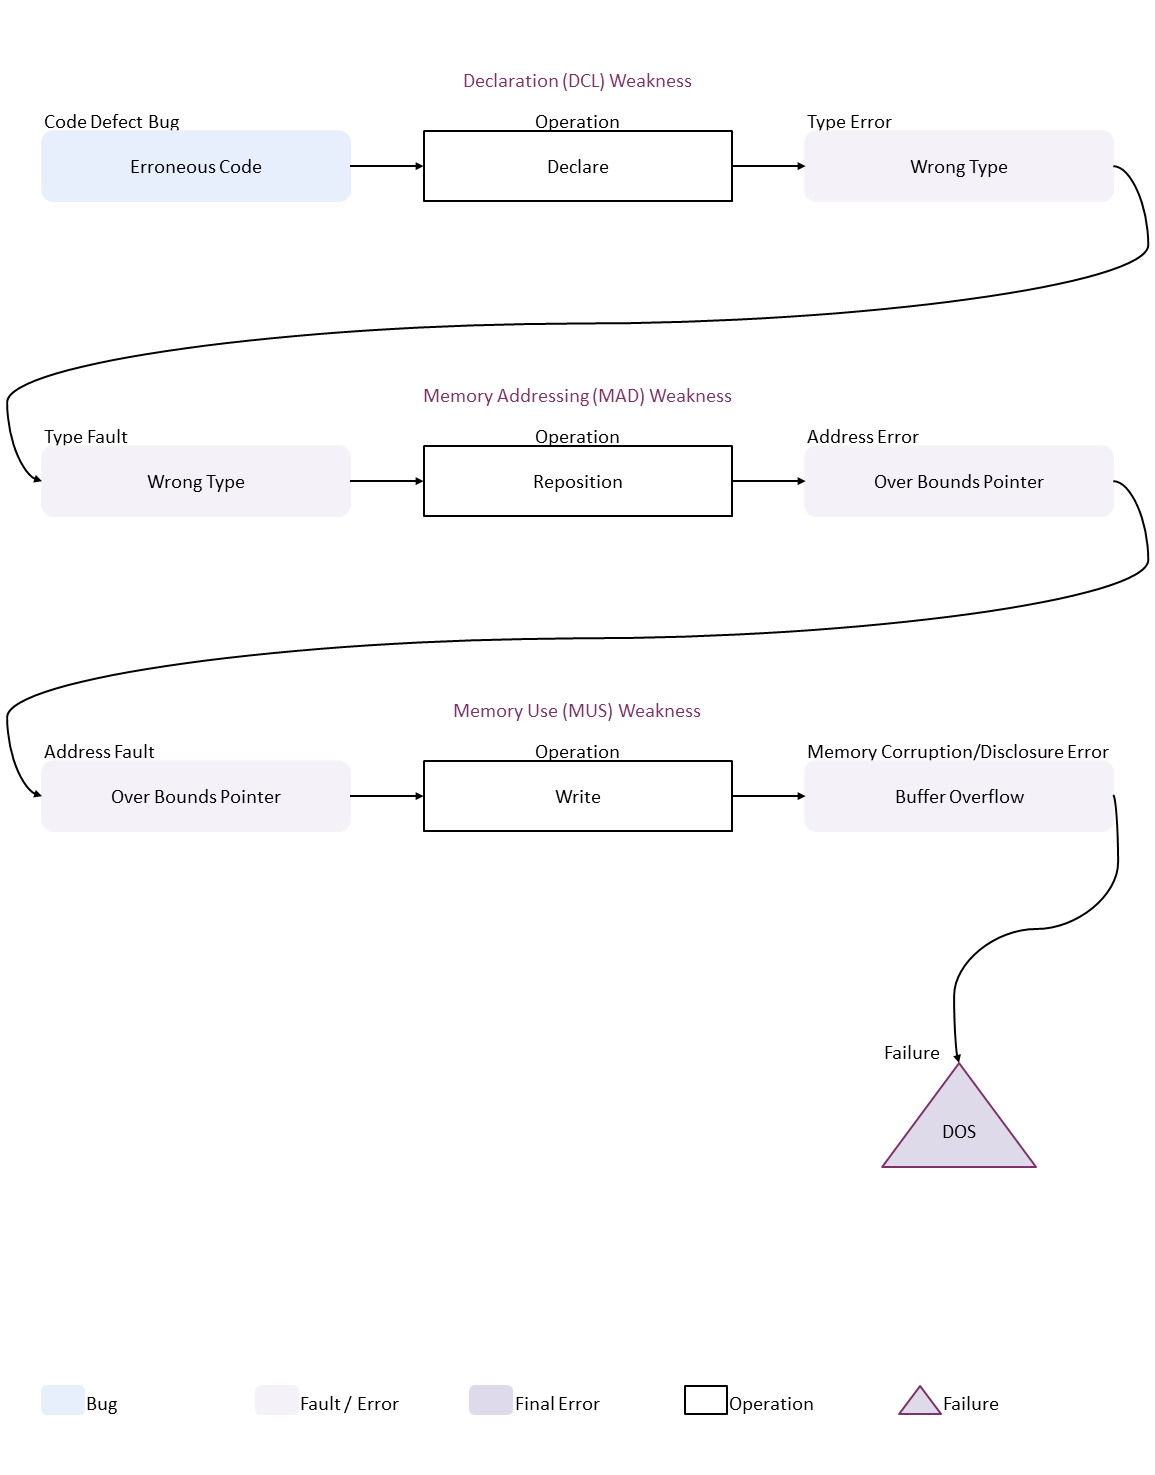 Declaration (DCL) Weakness
Code Defect Bug
Operation
Type Error
Erroneous Code
Declare
Wrong Type
Memory Addressing (MAD) Weakness
Type Fault
Operation
Address Error
Wrong Type
Reposition
Over Bounds Pointer
Memory Use (MUS) Weakness
Address Fault
Operation
Memory Corruption/Disclosure Error
Over Bounds Pointer
Write
Buffer Overflow
Failure
DOS
Bug
Fault / Error
Final Error
Operation
Failure